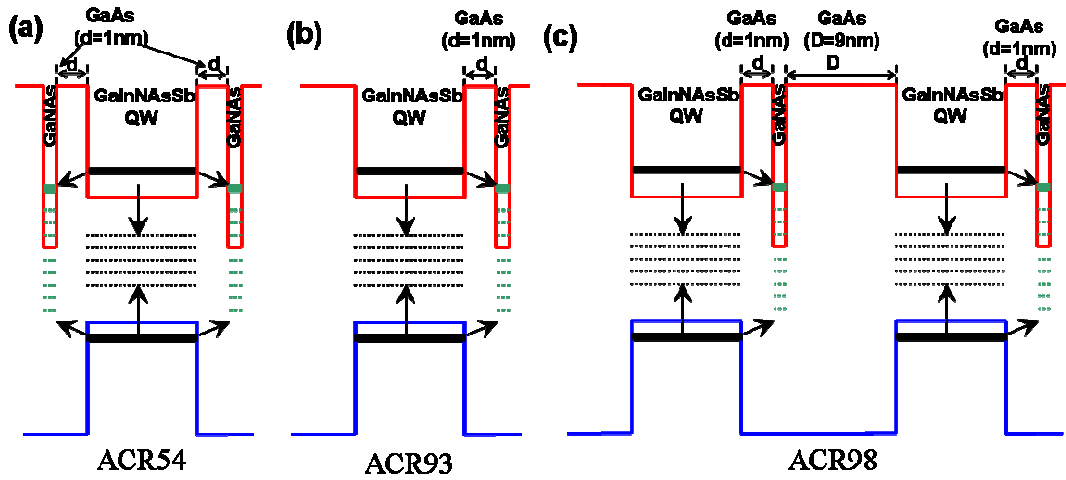 (a)
GaAs
(d=1nm)
d
d
GaNAs
GaInNAsSb
QW
GaNAs
ACR54
(b)
GaAs
(d=1nm)
d
GaInNAsSb
QW
GaNAs
ACR93
(c)
GaAs
(d=1nm)
d
GaAs
(D=9nm)
D
GaAs
(d=1nm)
d
GaInNAsSb
QW
GaNAs
GaInNAsSb
QW
GaNAs
ACR98